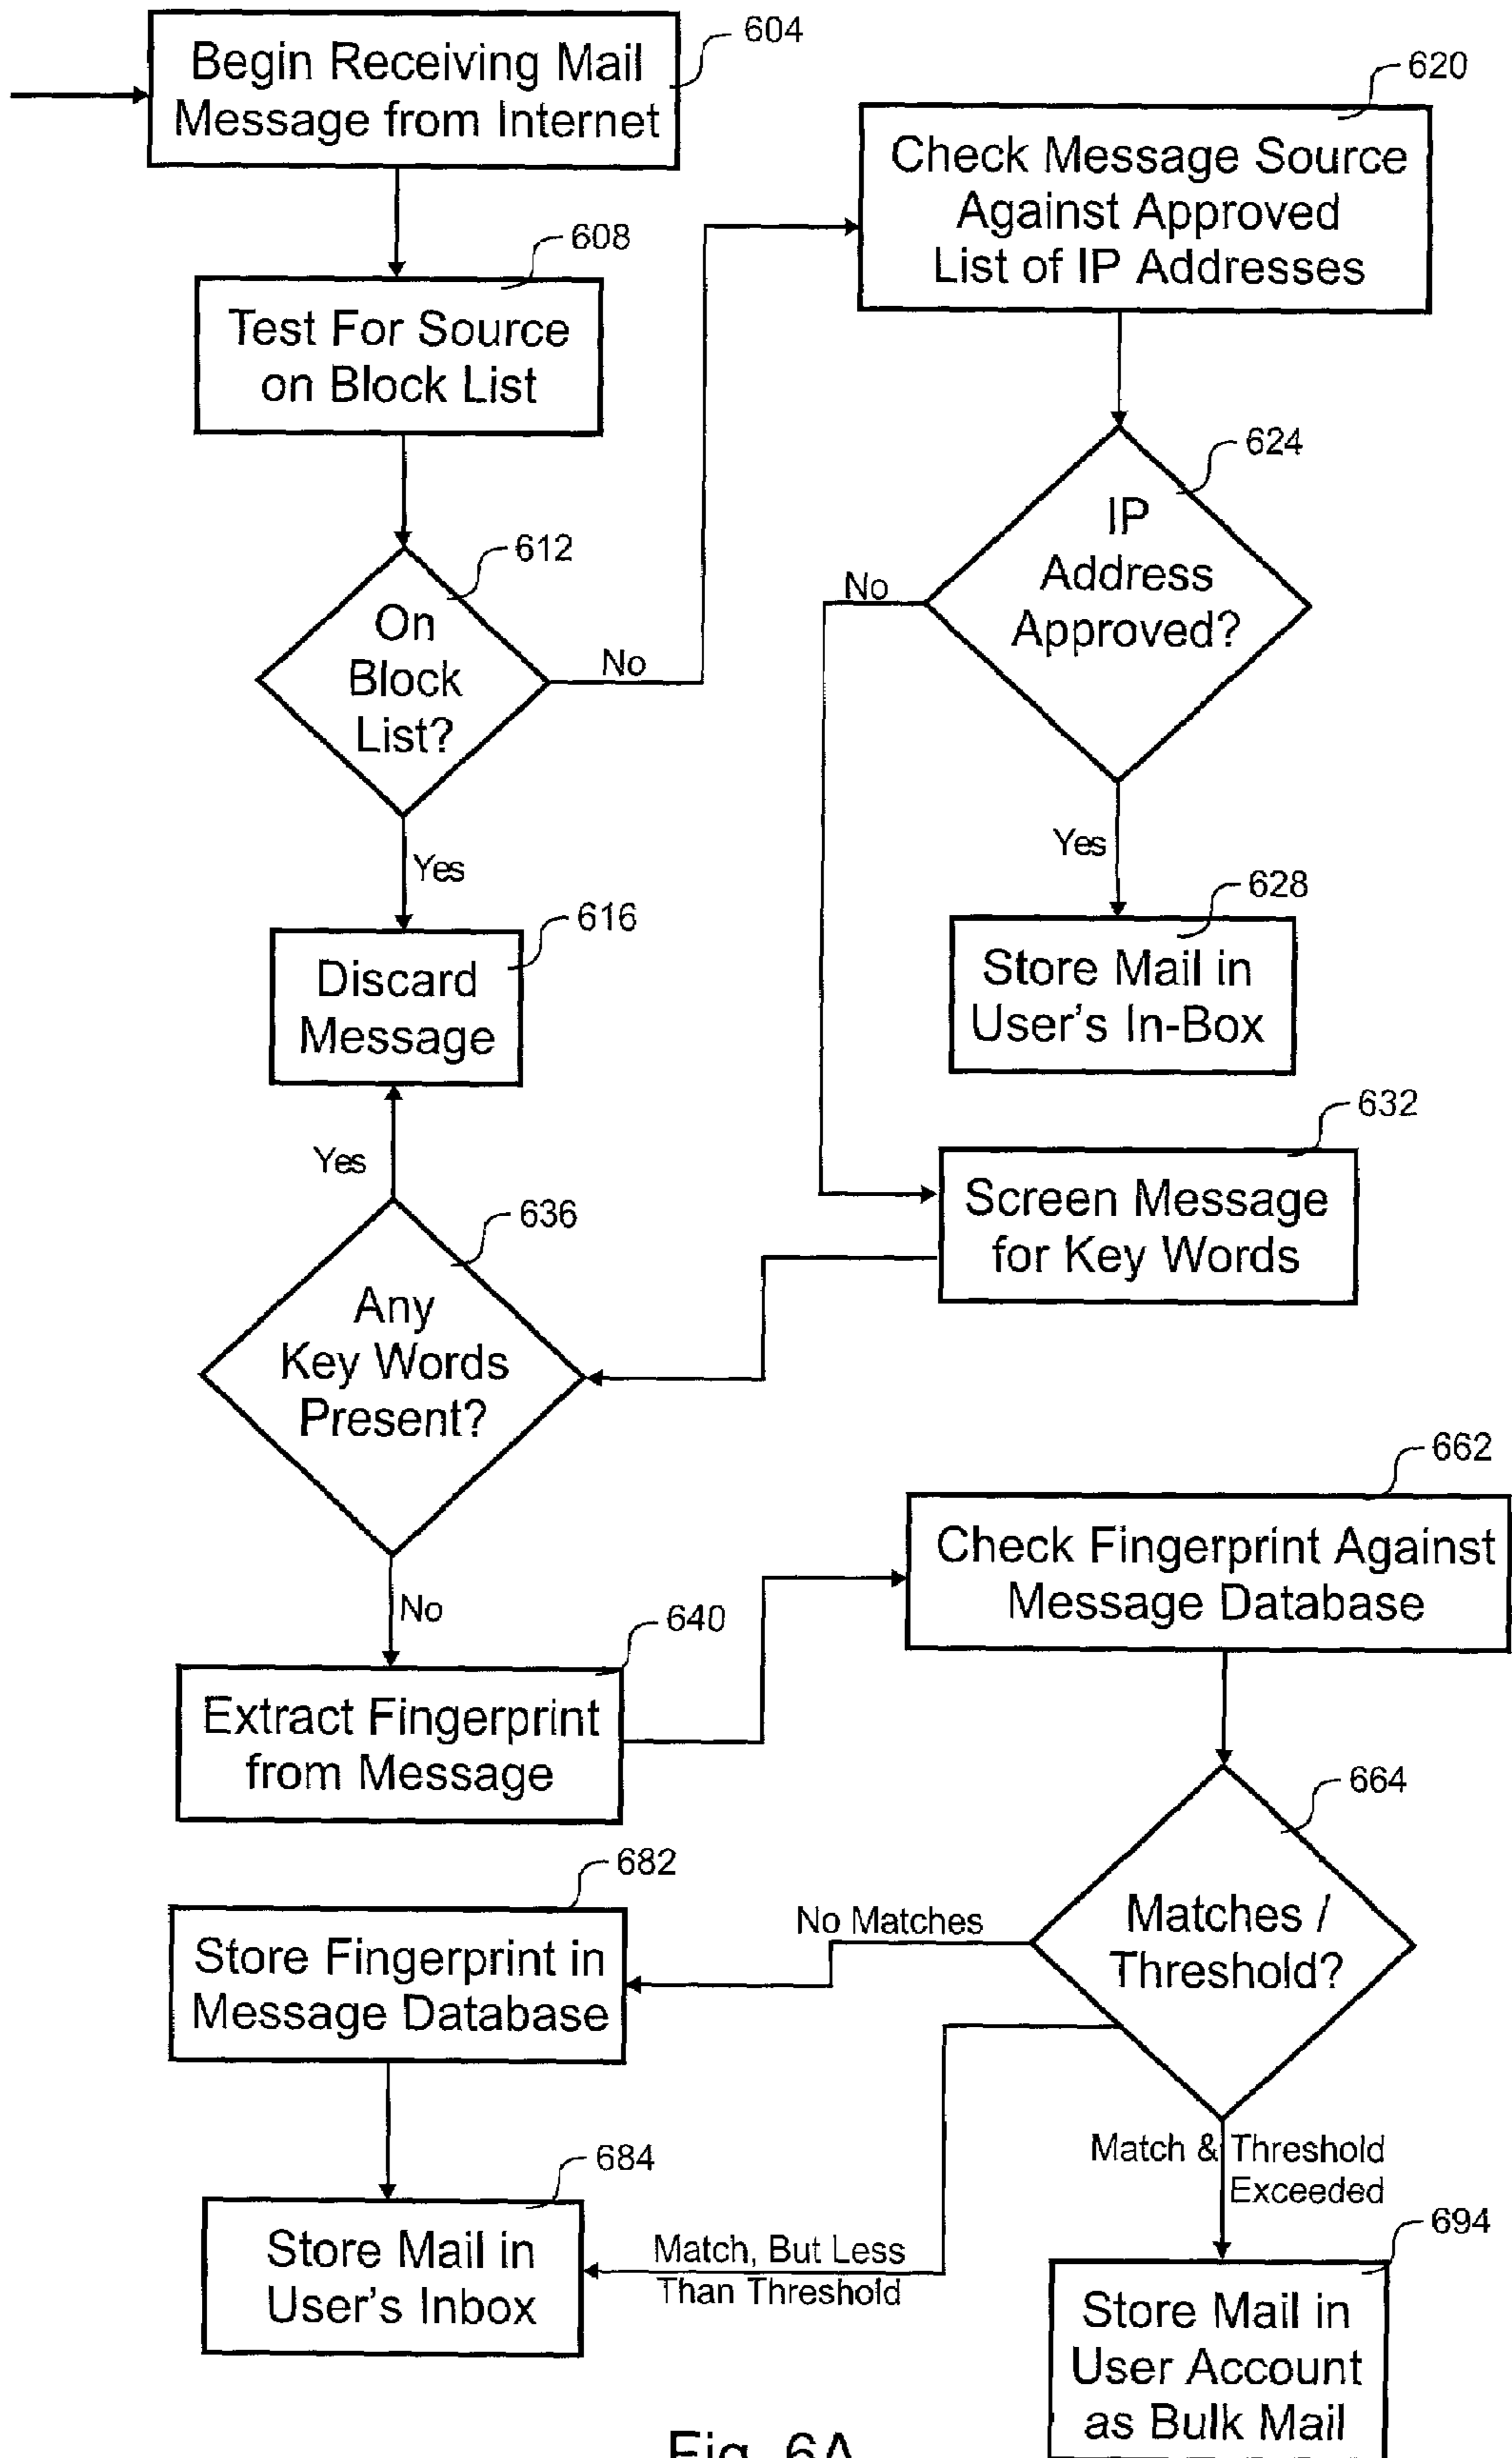 Begin Receiving Mail
Message from Internet
604
Test For Source
on Block List
608
On
Block
List?
612
No
Yes
Discard
Message
616
Check Message Source
Against Approved
List of IP Addresses
620
IP
Address
Approved?
624
No
Yes
Store Mail in
User's In-Box
628
Screen Message
for Key Words
632
Any
Key Words
Present?
636
Yes
No
Extract Fingerprint
from Message
640
Check Fingerprint Against
Message Database
662
Matches /
Threshold?
664
No Matches
Store Fingerprint in
Message Database
682
Match, But Less
Than Threshold
Store Mail in
User's Inbox
684
Match & Threshold
Exceeded
Store Mail in
User Account
as Bulk Mail
694
Fig. 6A